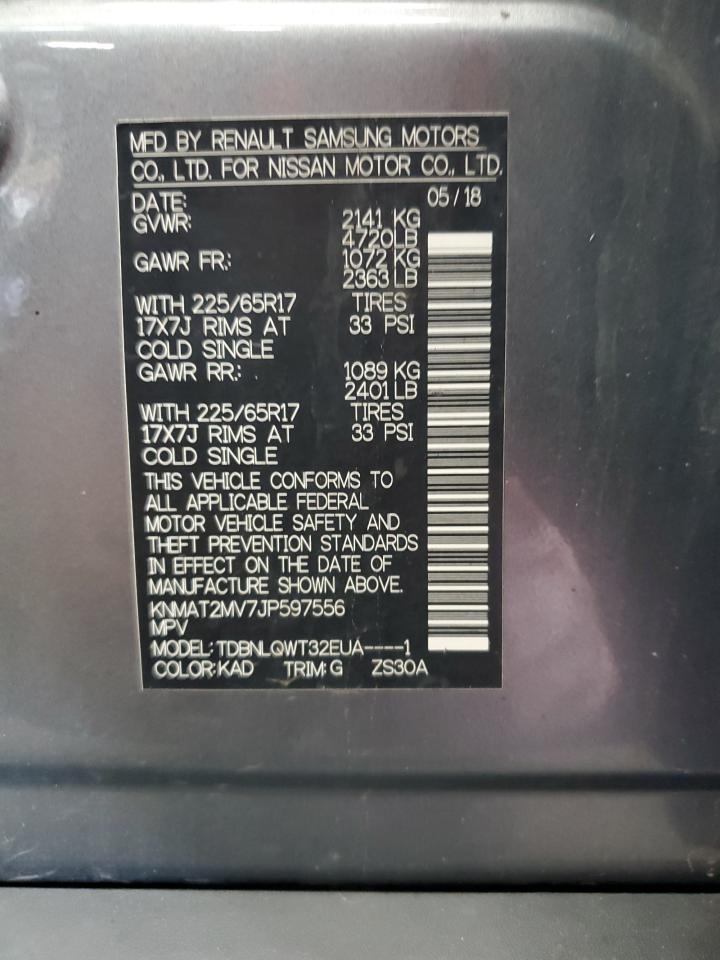 MFD BY RENAULT SAMSUNG MOTORS
CO., LTD. FOR NISSAN MOTOR CO., LTD.
DATE: 05/18
GVWR: 2141 KG
4720LB
GAWR FR.: 1072 KG
2363LB
WITH 225/65R17 TIRES
17X7J RIMS AT 33 PSI
COLD SINGLE
GAWR RR.: 1089 KG
2401LB
WITH 225/65R17 TIRES
17X7J RIMS AT 33 PSI
COLD SINGLE
THIS VEHICLE CONFORMS TO
ALL APPLICABLE FEDERAL
MOTOR VEHICLE SAFETY AND
THEFT PREVENTION STANDARDS
IN EFFECT ON THE DATE OF
MANUFACTURE SHOWN ABOVE.
KNMAT2MV7JP597556
MPV
MODEL: TDBNLQWT32EUA----1
COLOR:KAD TRIM:G ZS30A